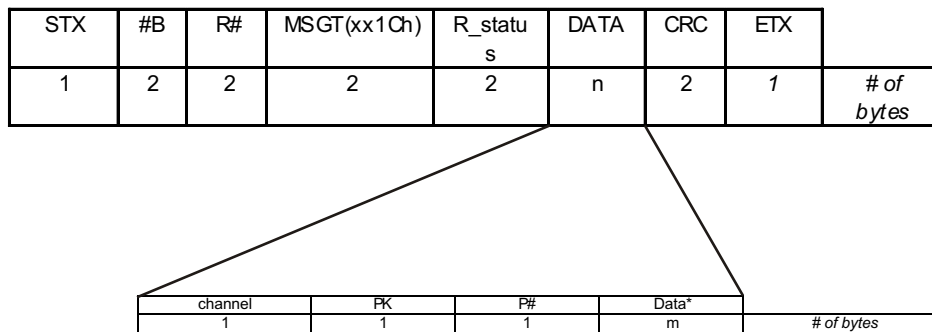 STX #B R# MSGT(xx1Ch) R_statu DATA CRC ETX
s
1 2 2 2 2 n 2 1 # of
bytes
channel PK P# Data*
1 1 1 m # of bytes